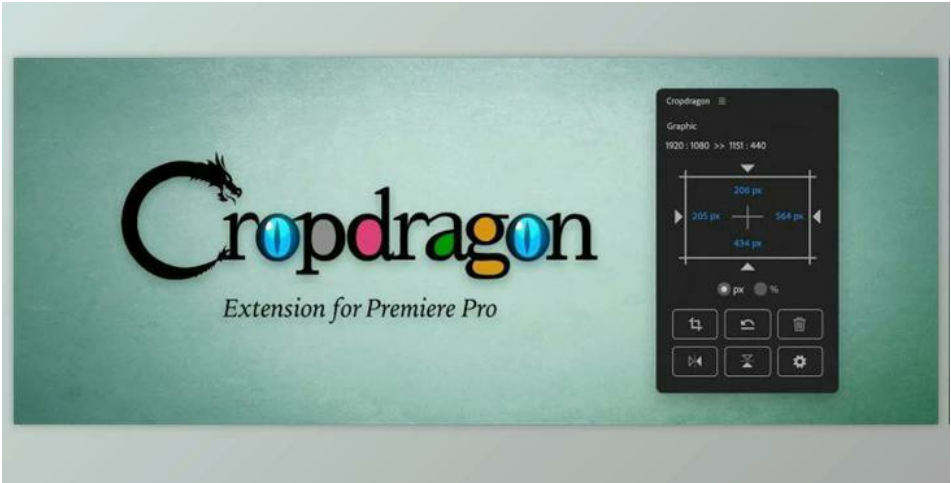 Cropdragon
Extension for Premiere Pro
Cropdragon
Graphic
1920 : 1080 >> 1151 : 440
206 px
205 px 564 px
434 px
px %